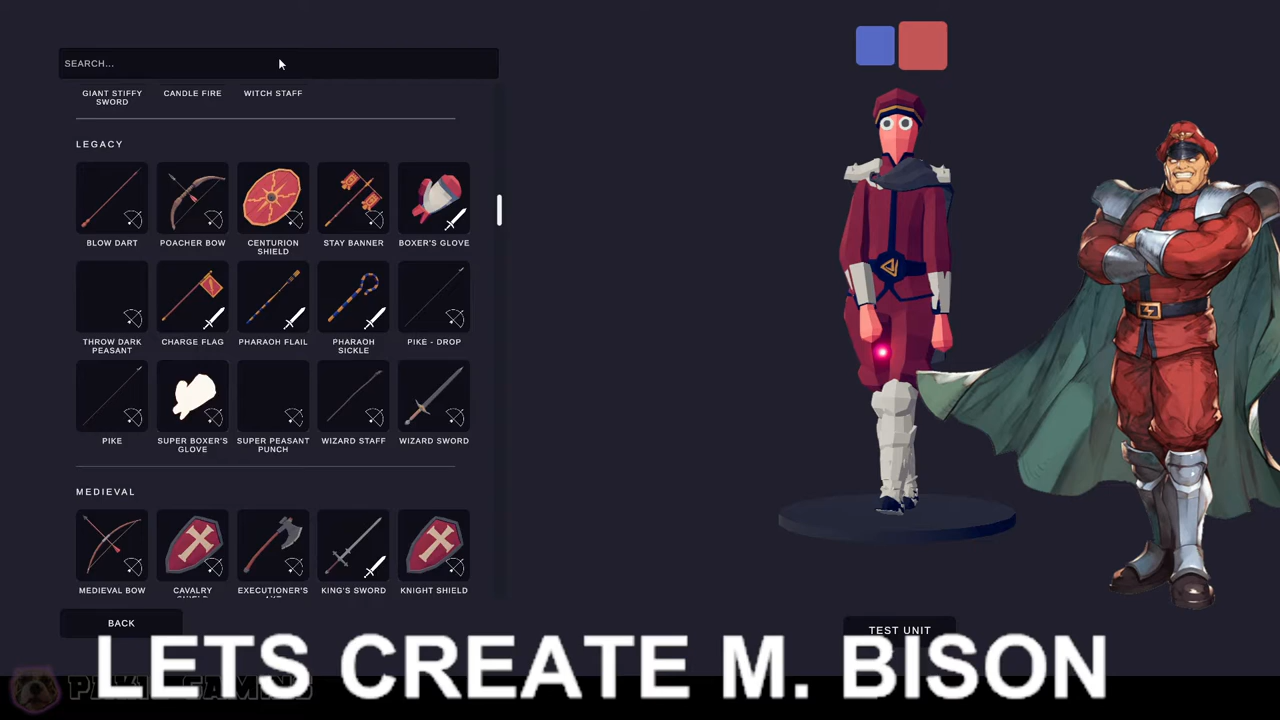 SEARCH...
GIANT STIFFY SWORD
CANDLE FIRE
WITCH STAFF
LEGACY
BLOW DART
POACHER BOW
CENTURION SHIELD
STAY BANNER
BOXER'S GLOVE
THROW DARK PEASANT
CHARGE FLAG
PHARAOH FLAIL
PHARAOH SICKLE
PIKE - DROP
PIKE
SUPER BOXER'S GLOVE
SUPER PEASANT PUNCH
WIZARD STAFF
WIZARD SWORD
MEDIEVAL
MEDIEVAL BOW
CAVALRY SHIELD
EXECUTIONER'S AXE
KING'S SWORD
KNIGHT SHIELD
BACK
TEST UNIT
LETS CREATE M. BISON